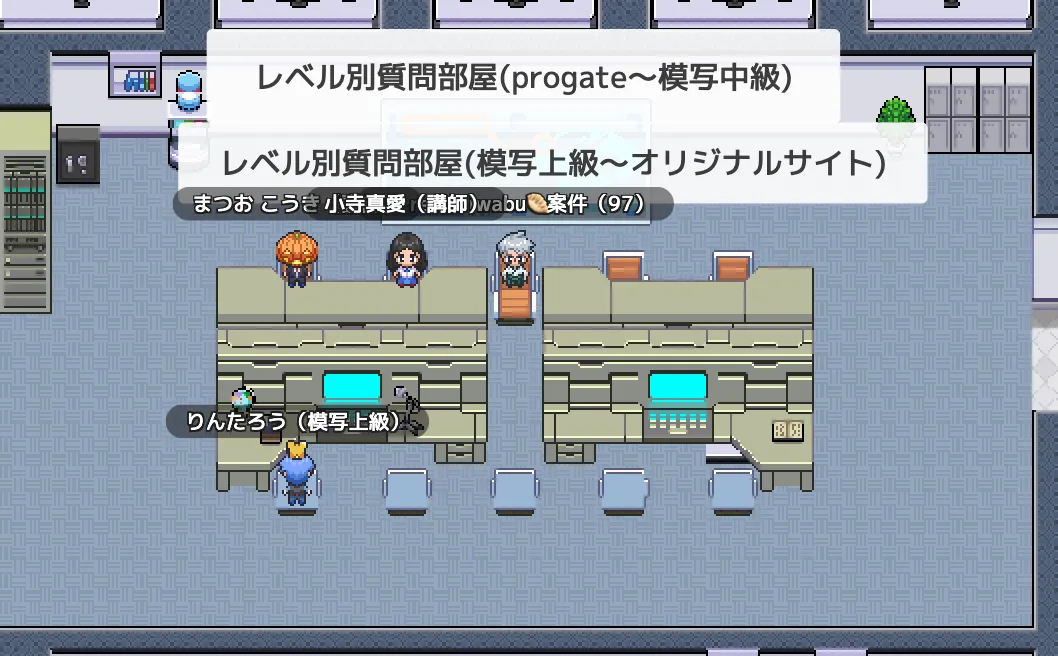 レベル別質問部屋(progate〜模写中級)
レベル別質問部屋(模写上級〜オリジナルサイト)
まつお こうき 小寺真愛（講師） wabu🥖案件（97）
りんたろう（模写上級）